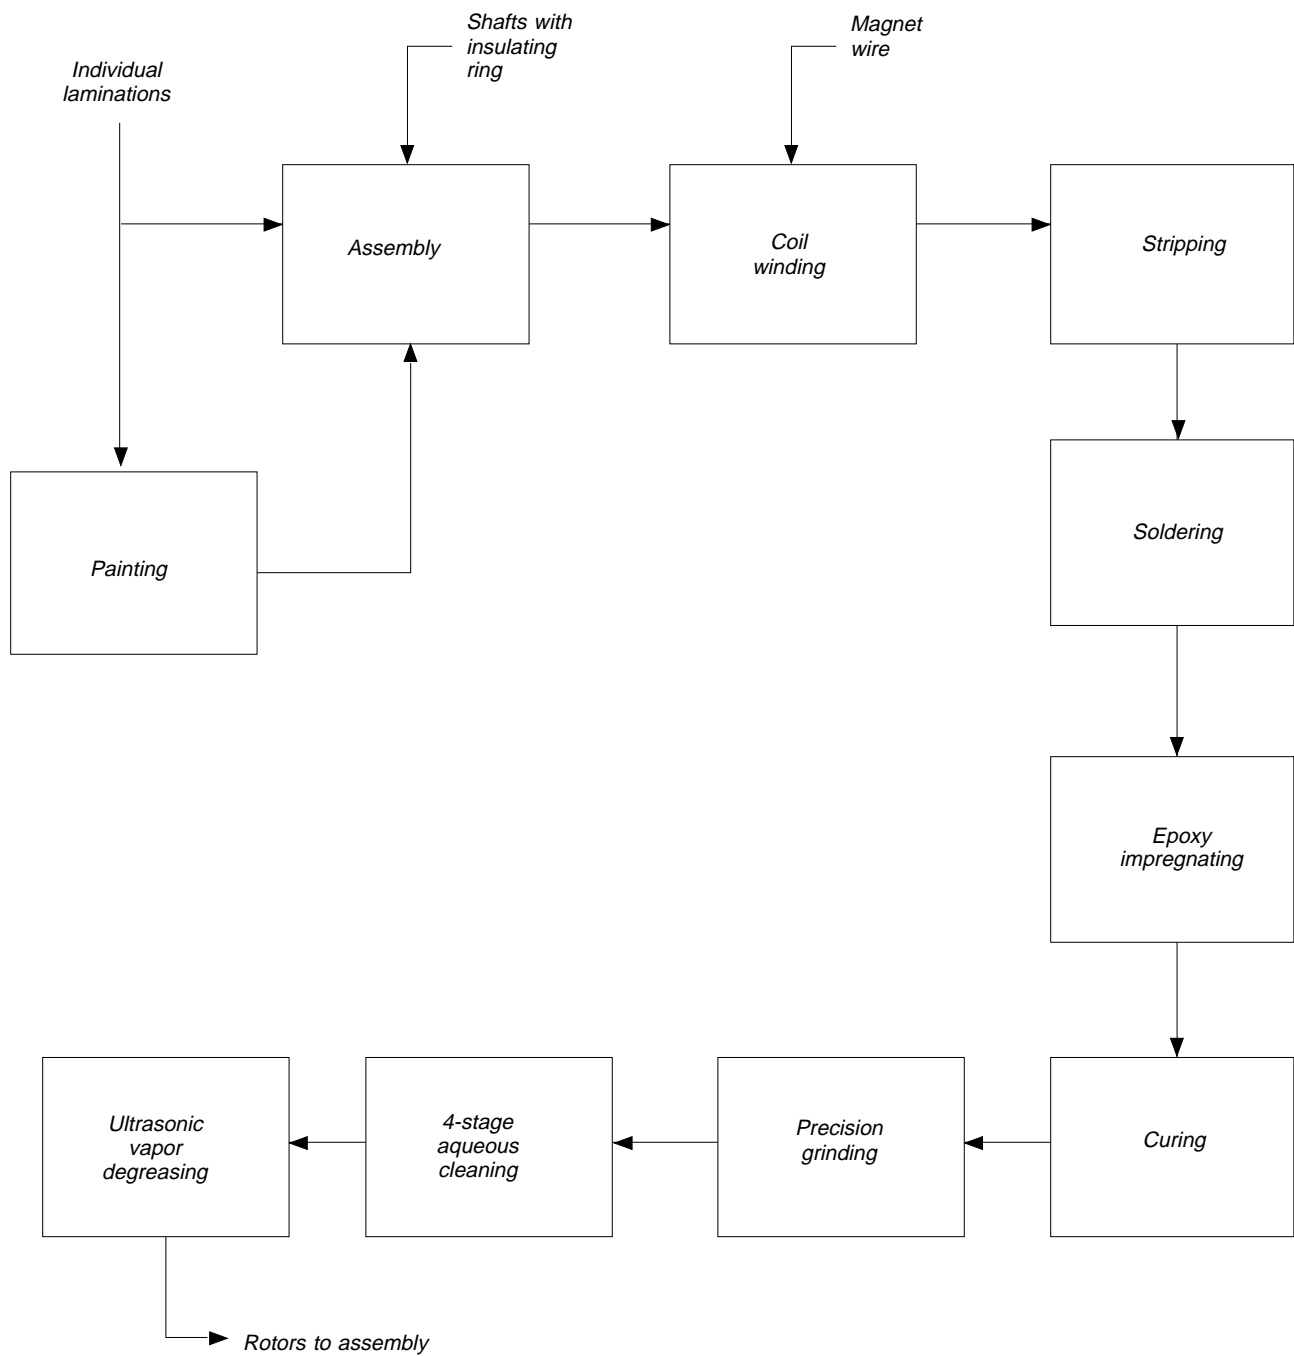 Shafts with
insulating
ring
Magnet
wire
Individual
laminations
Assembly
Coil
winding
Stripping
Painting
Soldering
Epoxy
impregnating
Ultrasonic
vapor
degreasing
4-stage
aqueous
cleaning
Precision
grinding
Curing
Rotors to assembly